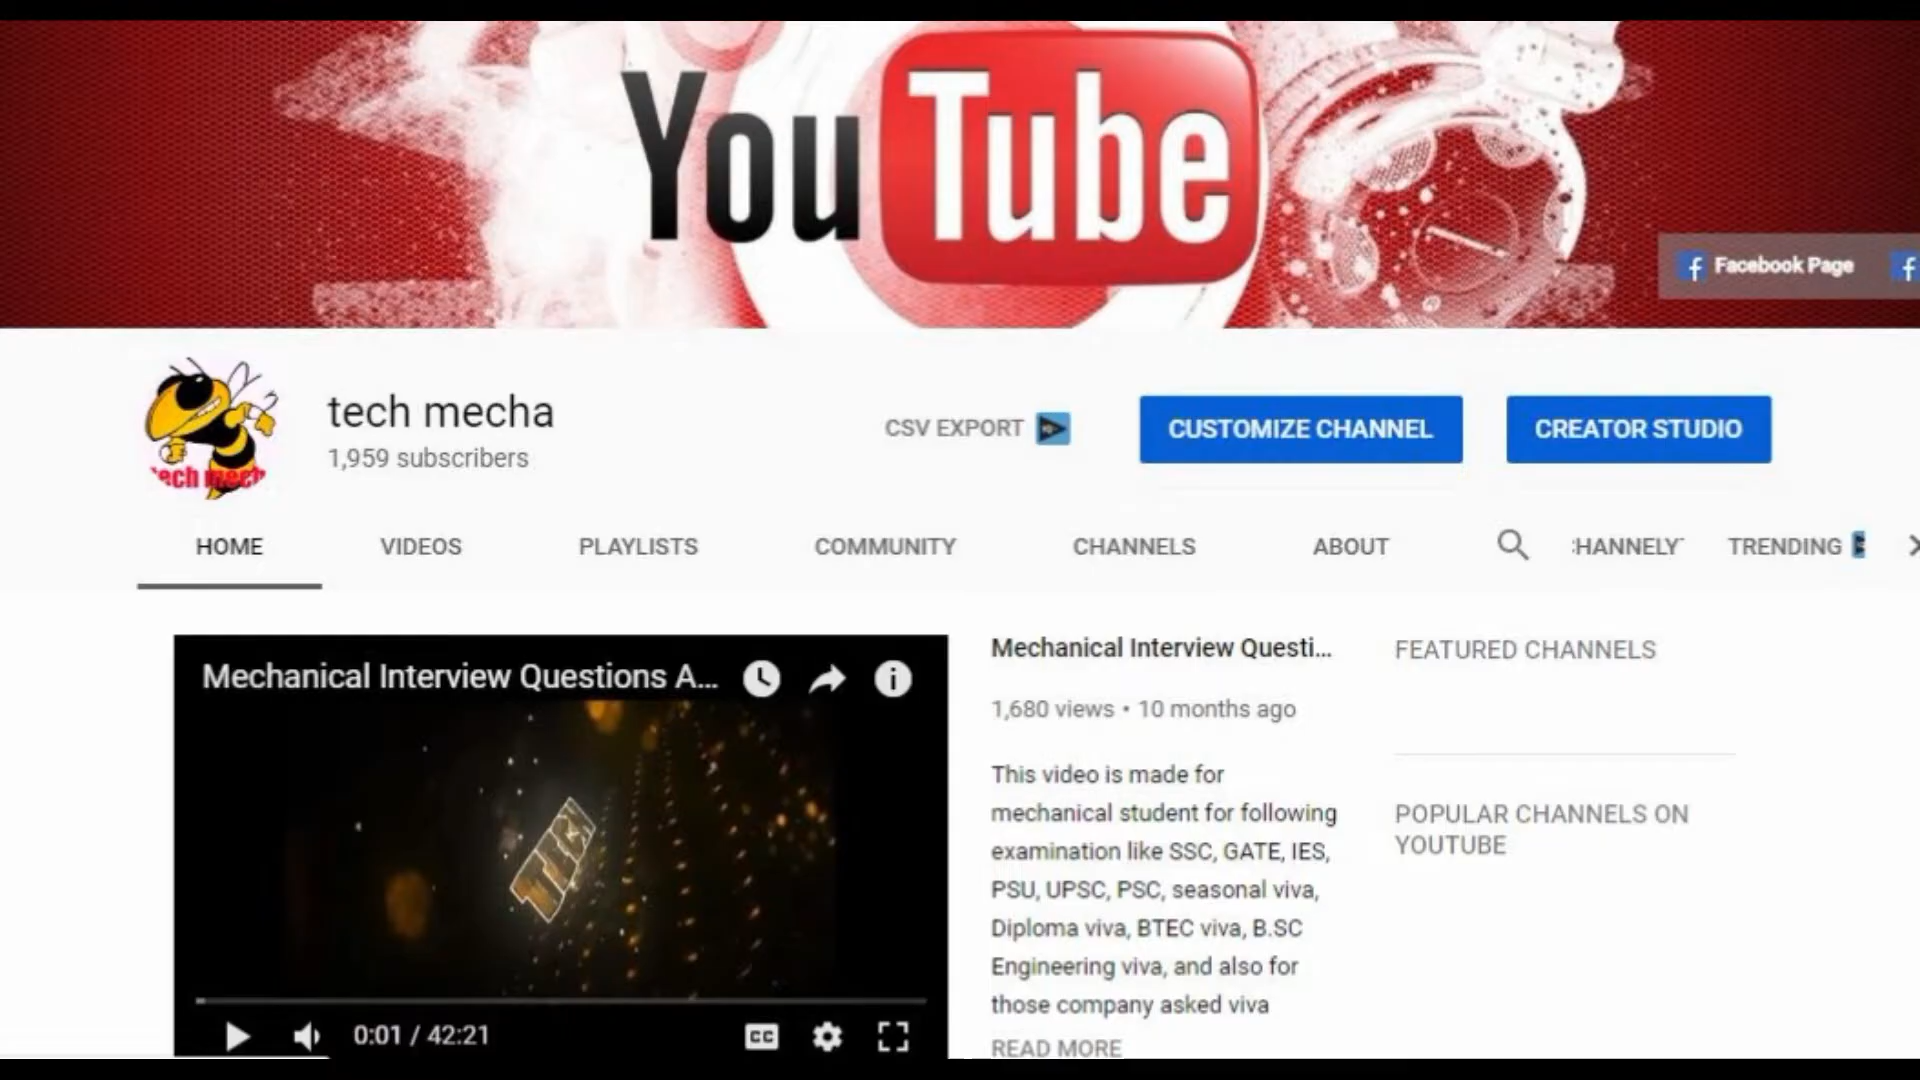 YouTube
Facebook Page
tech mecha
1,959 subscribers
CSV EXPORT
CUSTOMIZE CHANNEL
CREATOR STUDIO
HOME
VIDEOS
PLAYLISTS
COMMUNITY
CHANNELS
ABOUT
HANNELY
TRENDING
Mechanical Interview Questions A...
TECH
0:01 / 42:21
CC
Mechanical Interview Questi...
1,680 views • 10 months ago
This video is made for
mechanical student for following
examination like SSC, GATE, IES,
PSU, UPSC, PSC, seasonal viva,
Diploma viva, BTEC viva, B.SC
Engineering viva, and also for
those company asked viva
READ MORE
FEATURED CHANNELS
POPULAR CHANNELS ON
YOUTUBE